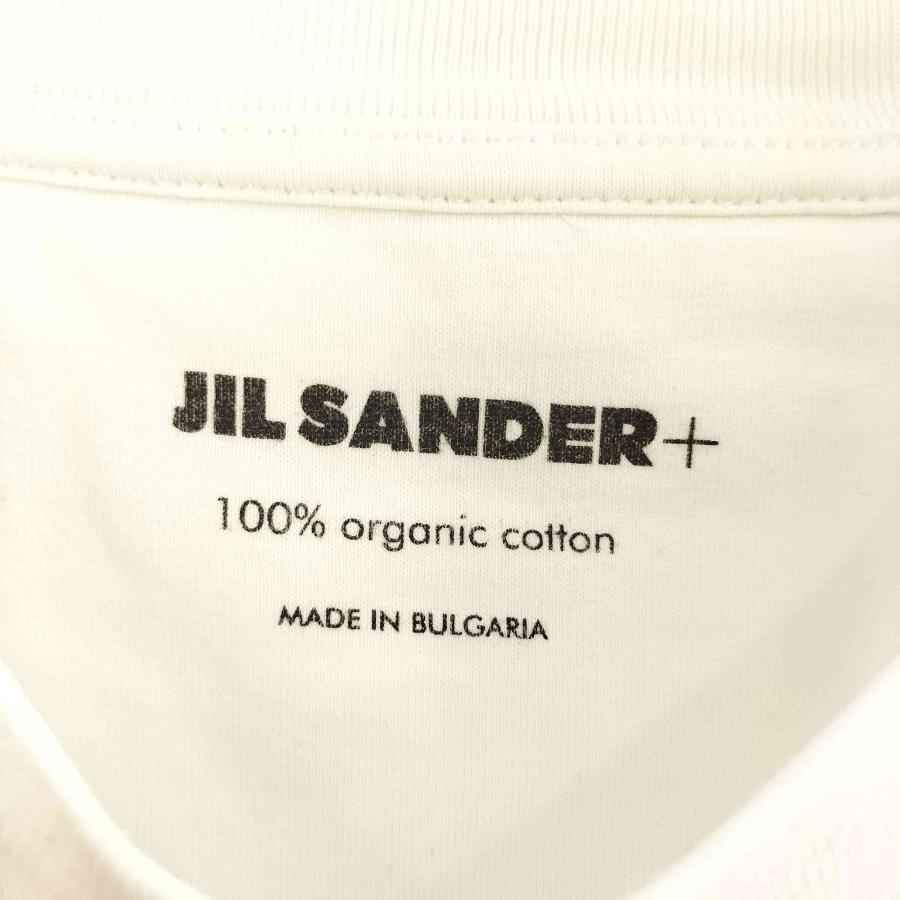 JIL SANDER+
100% organic cotton
MADE IN BULGARIA